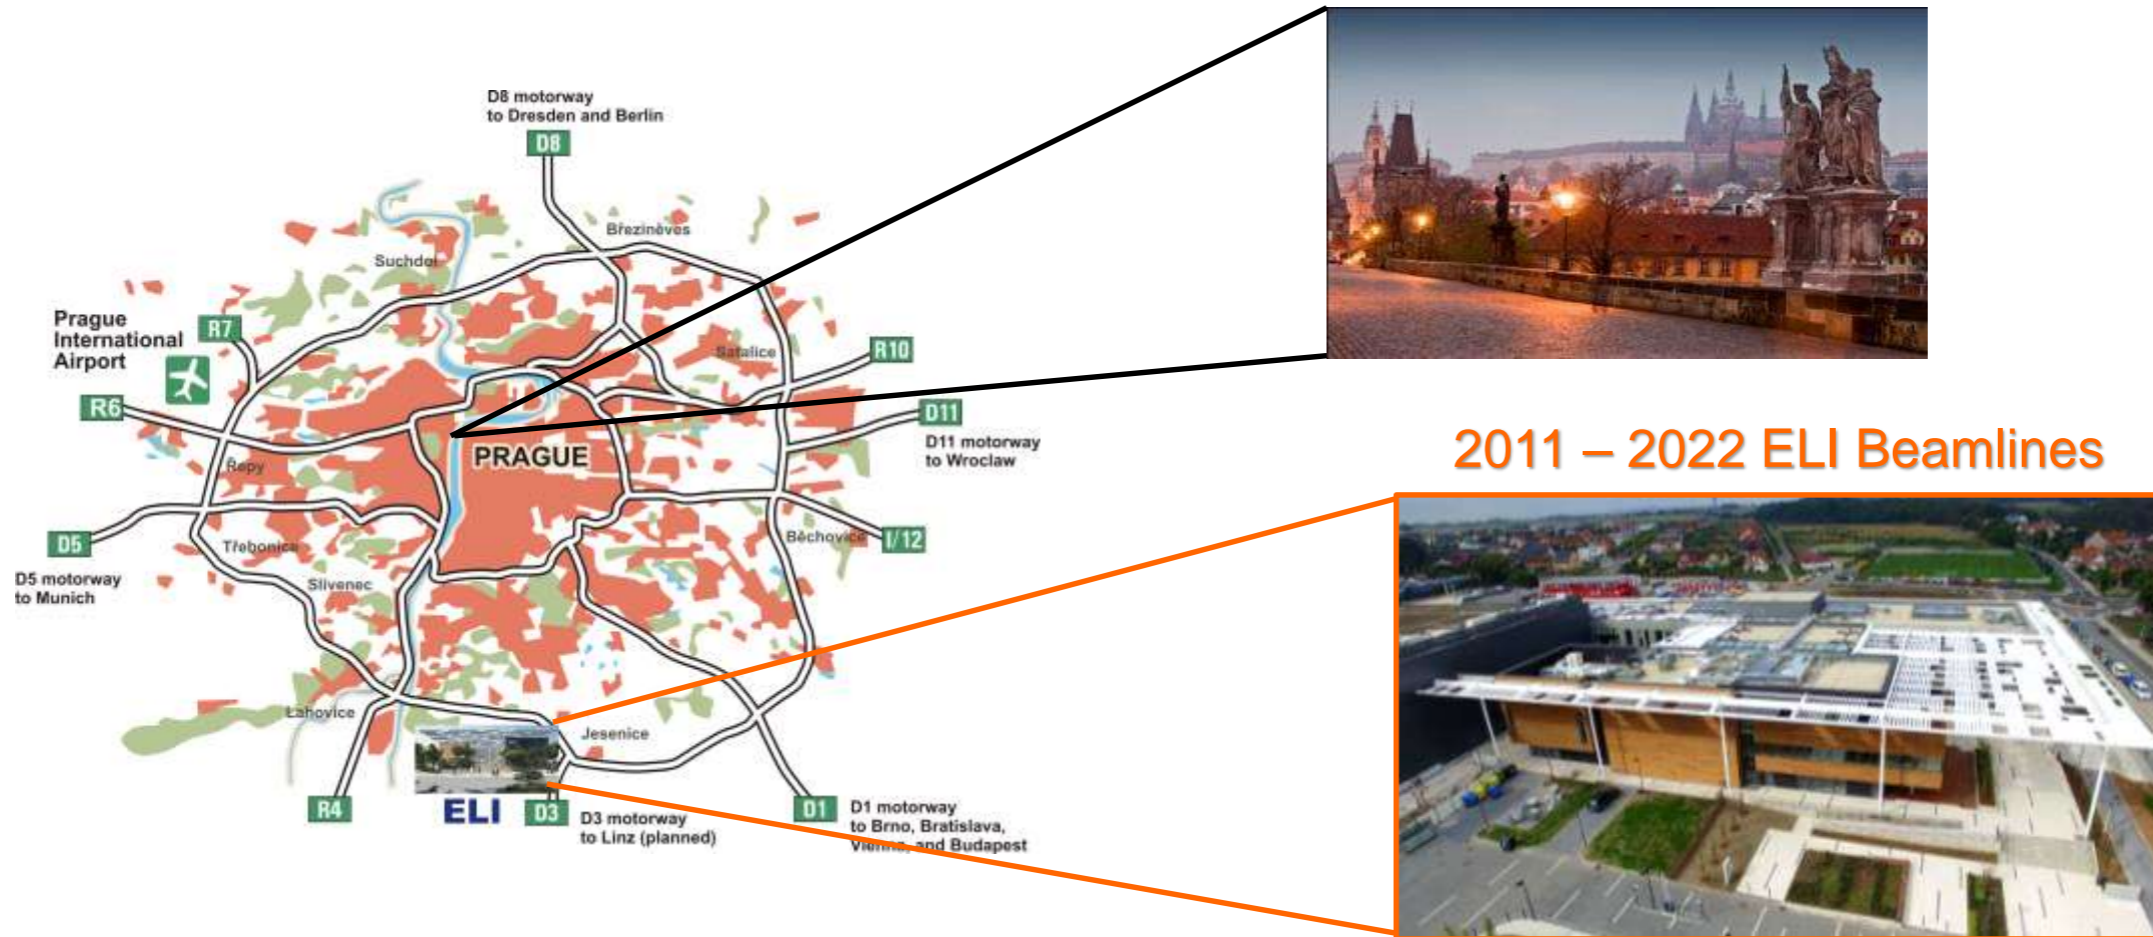 D8 motorway
to Dresden and Berlin
D8
Březiněves
Suchdol
Prague
International
Airport
R7
R10
Satalice
R6
D11
D11 motorway
to Wroclaw
2011 – 2022 ELI Beamlines
PRAGUE
Řepy
D5
Třebonice
Běchovice
I/12
D5 motorway
to Munich
Slivenec
Lahovice
Jesenice
R4
ELI
D3
D3 motorway
to Linz (planned)
D1
D1 motorway
to Brno, Bratislava,
Vienna, and Budapest